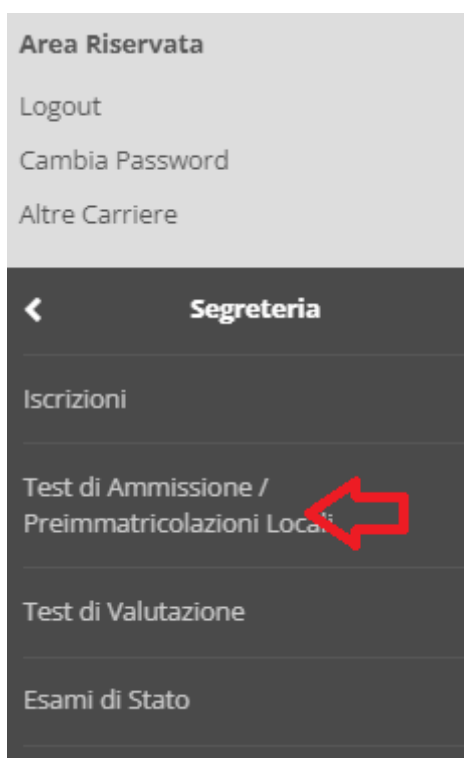 Area Riservata
Logout
Cambia Password
Altre Carriere
Segreteria
Iscrizioni
Test di Ammissione /
Preimmatricolazioni Locali
Test di Valutazione
Esami di Stato